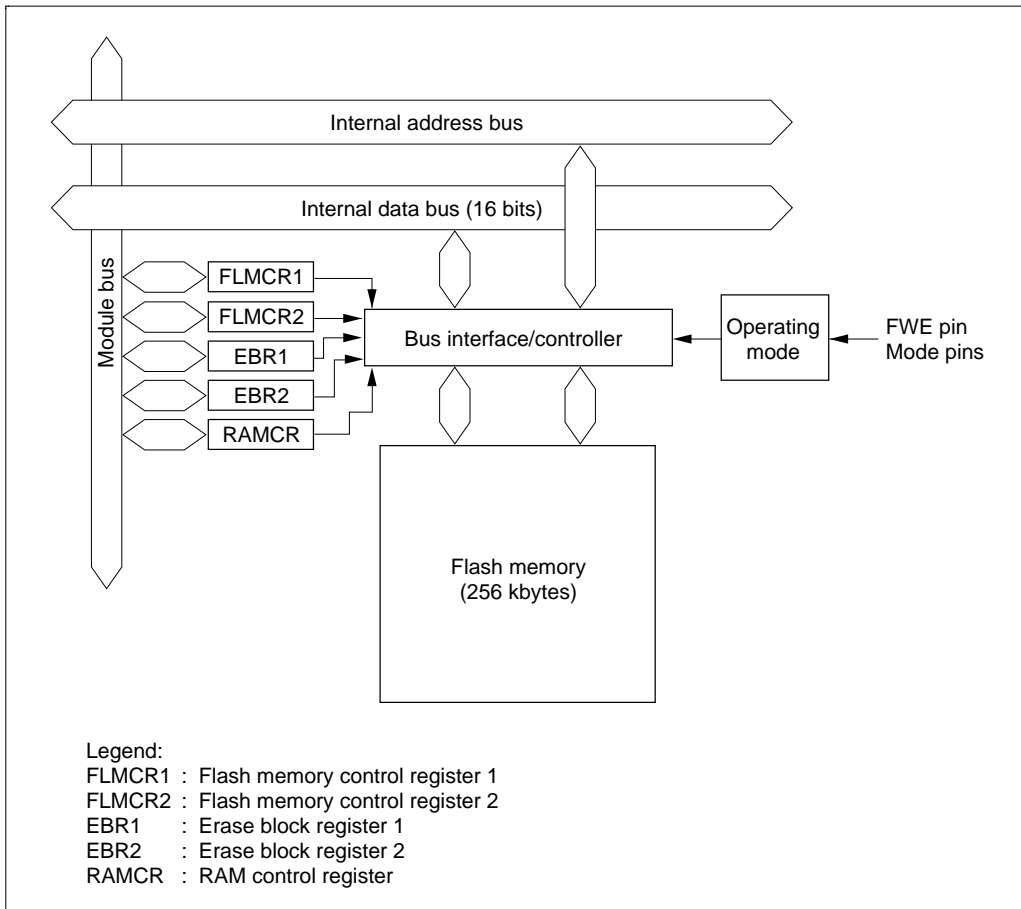 Internal address bus
Internal data bus (16 bits)
Module bus
FLMCR1
FLMCR2
EBR1
EBR2
RAMCR
Bus interface/controller
Operating
mode
FWE pin
Mode pins
Flash memory
(256 kbytes)
Legend:
FLMCR1 : Flash memory control register 1
FLMCR2 : Flash memory control register 2
EBR1 : Erase block register 1
EBR2 : Erase block register 2
RAMCR : RAM control register